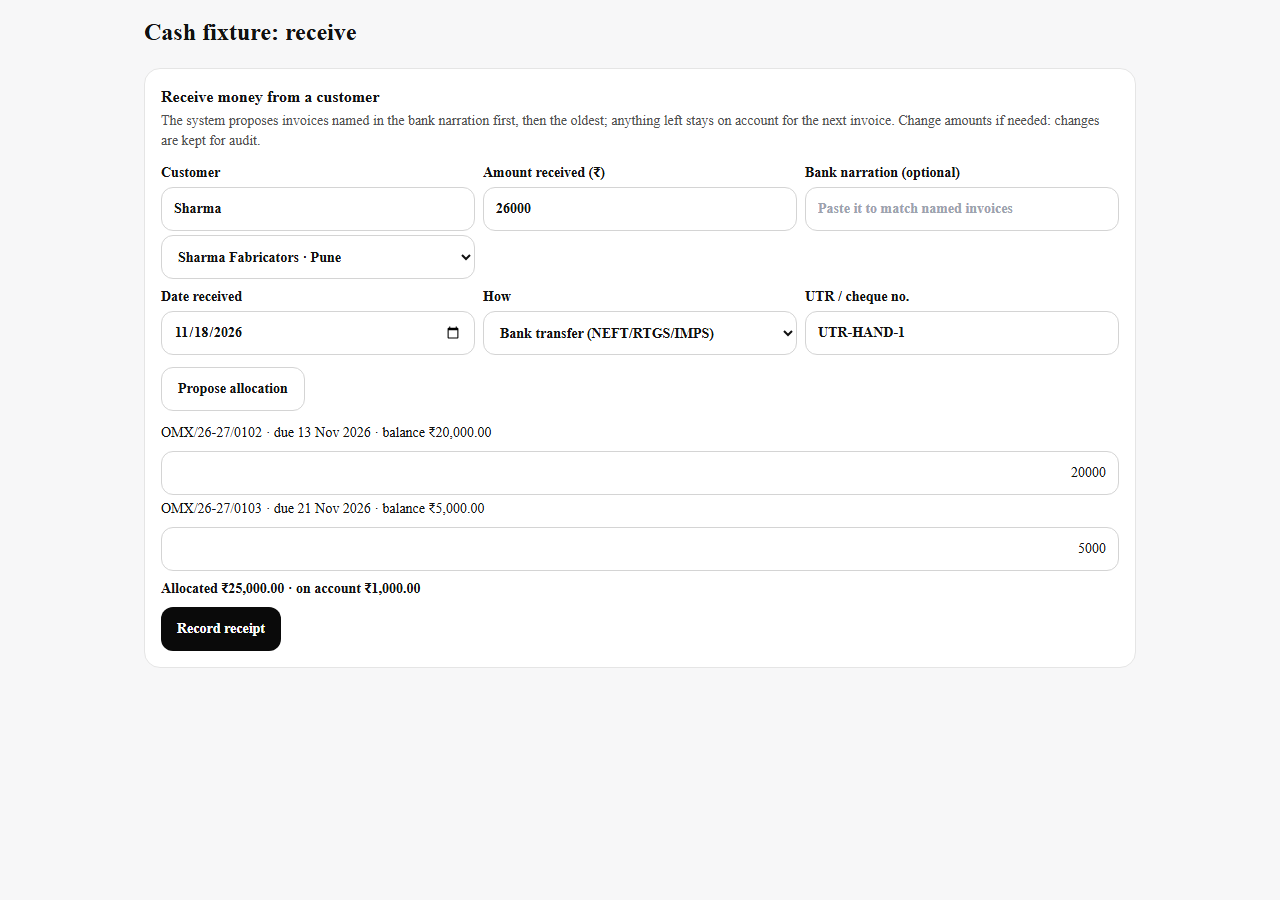 Cash fixture: receive
Receive money from a customer
The system proposes invoices named in the bank narration first, then the oldest; anything left stays on account for the next invoice. Change amounts if needed: changes
are kept for audit.
Customer
Amount received (₹)
Bank narration (optional)
Sharma
26000
Paste it to match named invoices
Sharma Fabricators · Pune
Date received
How
UTR / cheque no.
11/18/2026
Bank transfer (NEFT/RTGS/IMPS)
UTR-HAND-1
Propose allocation
OMX/26-27/0102 · due 13 Nov 2026 · balance ₹20,000.00
20000
OMX/26-27/0103 · due 21 Nov 2026 · balance ₹5,000.00
5000
Allocated ₹25,000.00 · on account ₹1,000.00
Record receipt